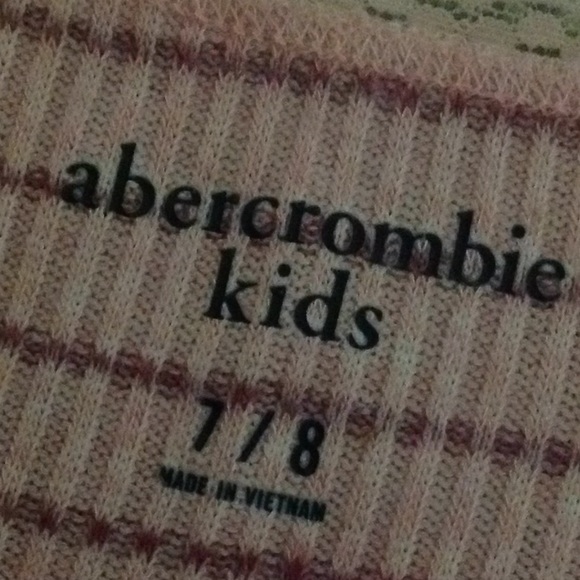 abercrombie
kids
7 / 8
MADE IN VIETNAM